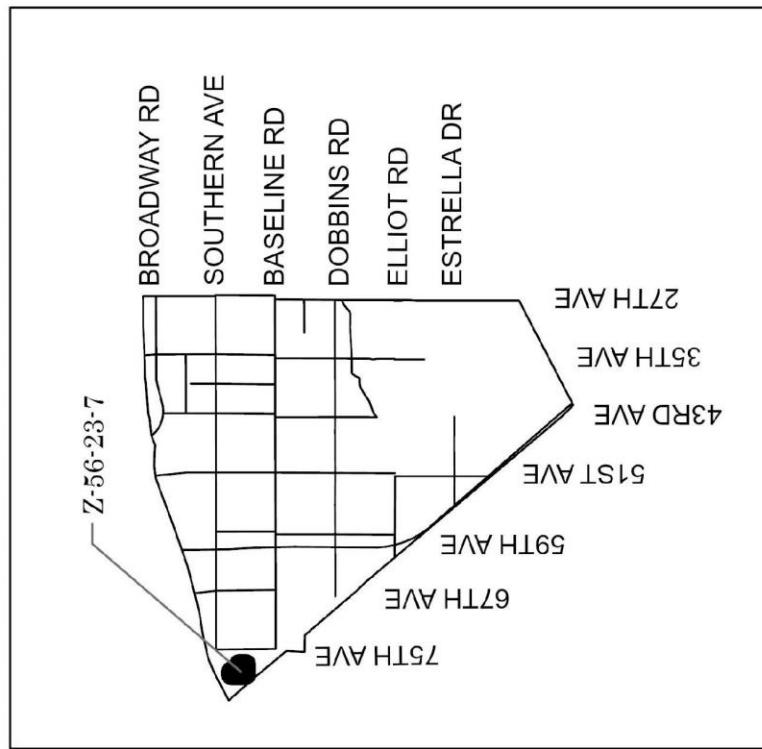 BROADWAY RD
SOUTHERN AVE
BASELINE RD
DOBBINS RD
ELLIOT RD
ESTRELLA DR
Z-56-23-7
27TH AVE
35TH AVE
43RD AVE
51ST AVE
59TH AVE
67TH AVE
75TH AVE